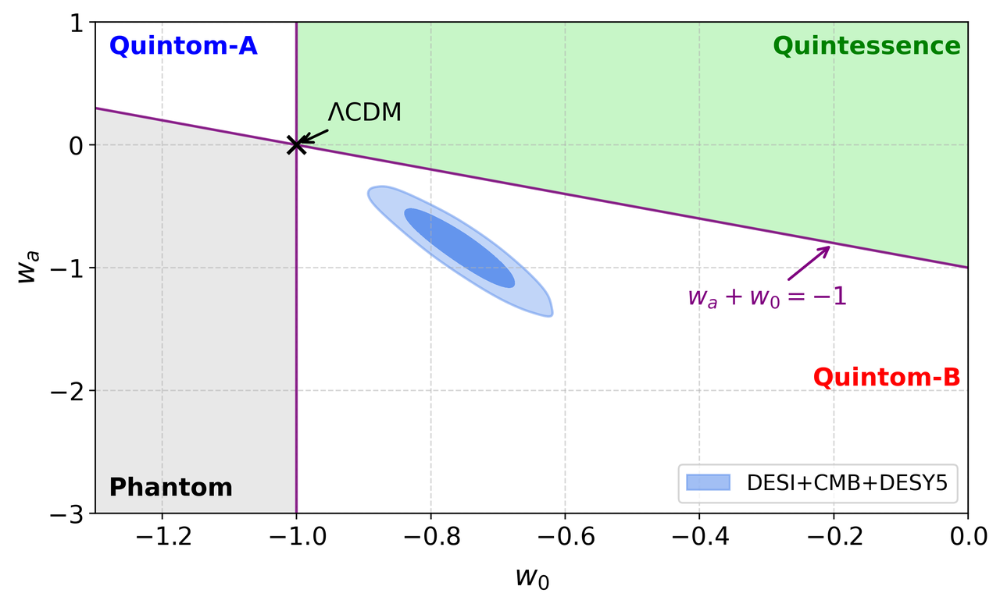 Quintom-A
Quintessence
ΛCDM
w_a + w_0 = −1
Quintom-B
Phantom
DESI+CMB+DESY5
1
0
−1
−2
−3
w_a
−1.2
−1.0
−0.8
−0.6
−0.4
−0.2
0.0
w_0